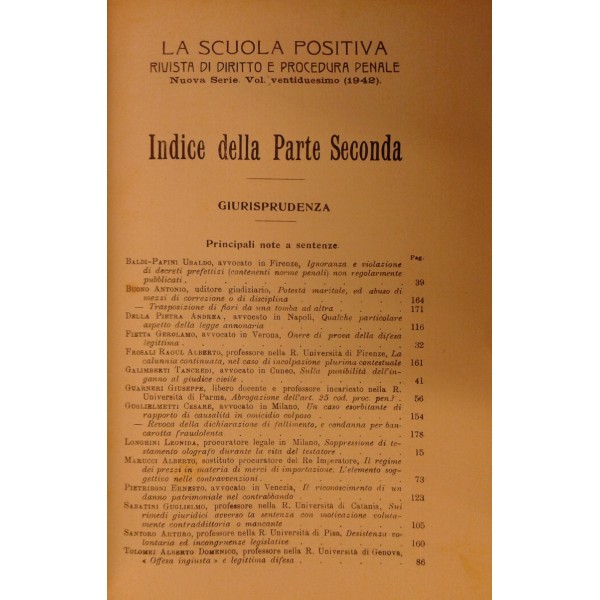 LA SCUOLA POSITIVA
RIVISTA DI DIRITTO E PROCEDURA PENALE
Nuova Serie. Vol. ventiduesimo (1942).
Indice della Parte Seconda
GIURISPRUDENZA
Principali note a sentenze.
Pag.
BALDI-PAPINI UBALDO, avvocato in Firenze, Ignoranza e violazione
di decreti prefettizi (contenenti norme penali) non regolarmente
pubblicati . 39
BUONO ANTONIO, uditore giudiziario, Potestà maritale, ed abuso di
mezzi di correzione o di disciplina 164
— Trasposizione di fiori da una tomba ad altra 171
DELLA PIETRA ANDREA, avvocato in Napoli, Qualche particolare
aspetto della legge annonaria 116
PIETTA GEROLAMO, avvocato in Verona, Onere di prova della difesa
legittima . 32
FROSALI RAOUL ALBERTO, professore nella R. Università di Firenze, La
calunnia continuata, nel caso di incolpazione plurima contestuale 161
GALIMBERTI TANCREDI, avvocato in Cuneo, Sulla punibilità dell'in-
ganno al giudice civile . 41
GUARNERI GIUSEPPE, libero docente e professore incaricato nella R.
Università di Parma, Abrogazione dell'art. 25 cod. proc. pen.? 56
GUGLIELMETTI CESARE, avvocato in Milano, Un caso esorbitante di
rapporto di causalità in omicidio colposo 154
— Revoca della dichiarazione di fallimento, e condanna per ban-
carotta fraudolenta 178
LONGHINI LEONIDA, procuratore legale in Milano, Soppressione di te-
stamento olografo durante la vita del testatore 15
MARUCCI ALBERTO, sostituto procuratore del Re Imperatore, Il regime
dei prezzi in materia di merci di importazione. L'elemento sog-
gettivo nelle contravvenzioni . 73
PIETRIBONI ERNESTO, avvocato in Venezia, Il riconoscimento di un
danno patrimoniale nel contrabbando . 123
SABATINI GUGLIELMO, professore nella R. Università di Catania, Sui
rimedi giuridici avverso la sentenza con motivazione voluta-
mente contraddittoria o mancante 105
SANTORO ARTURO, professore nella R. Università di Pisa, Desistenza vo-
lontaria ed incongruenze legislative . 160
TOLOMEI ALBERTO DOMENICO, professore nella R. Università di Genova,
« Offesa ingiusta » e legittima difesa . 86